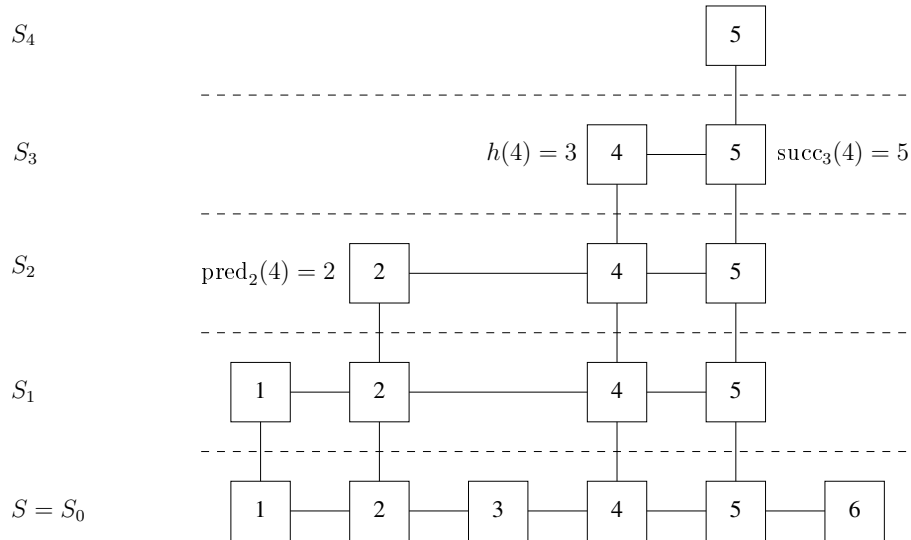 S₄ 5
S₃ h(4) = 3 4 5 succ₃(4) = 5
S₂ pred₂(4) = 2 2 4 5
S₁ 1 2 4 5
S = S₀ 1 2 3 4 5 6